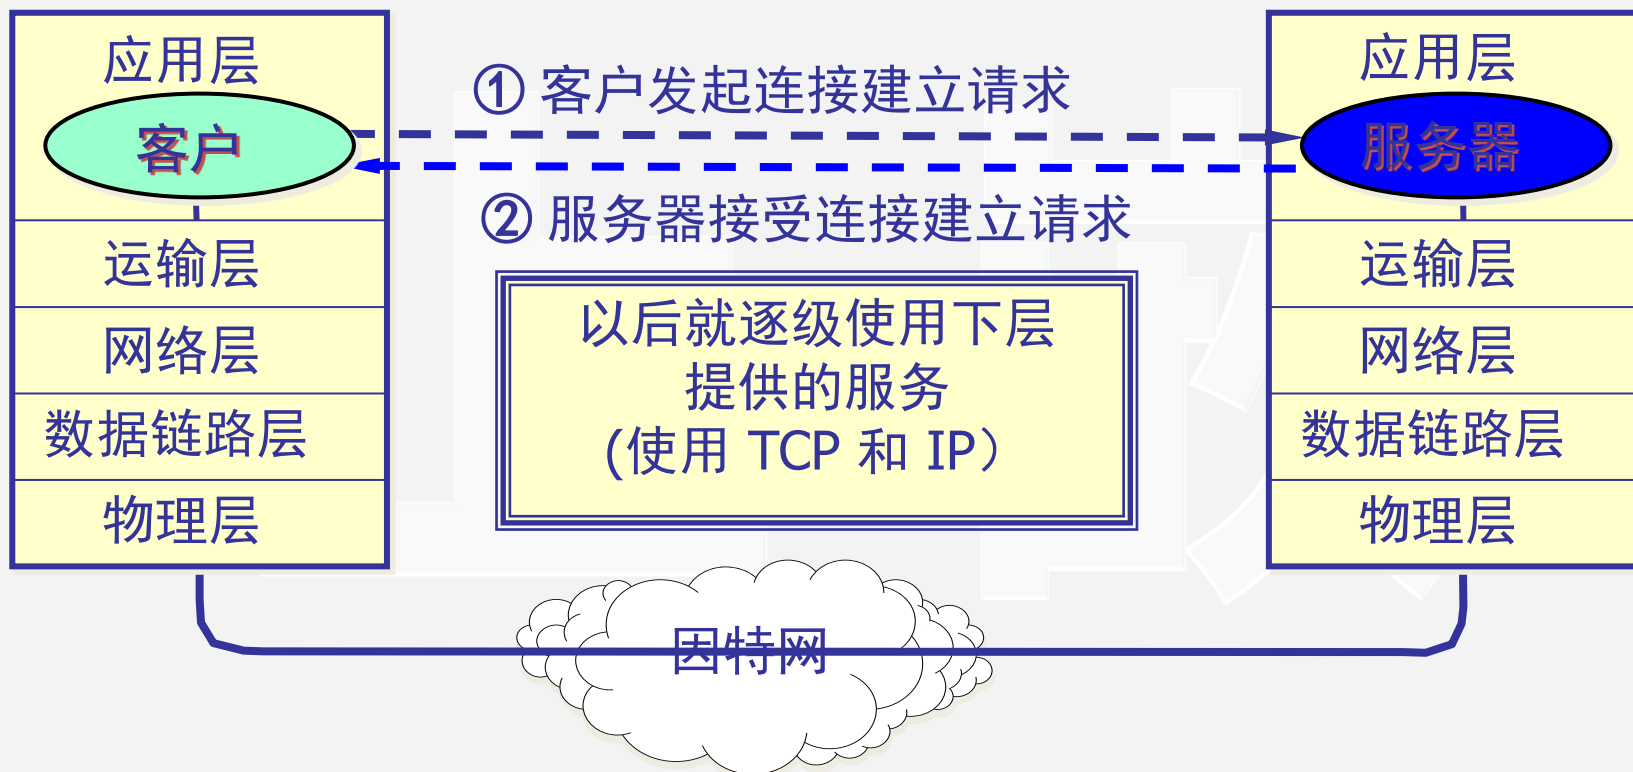 应用层
客户
运输层
网络层
数据链路层
物理层
① 客户发起连接建立请求
② 服务器接受连接建立请求
以后就逐级使用下层
提供的服务
(使用 TCP 和 IP）
因特网
应用层
服务器
运输层
网络层
数据链路层
物理层